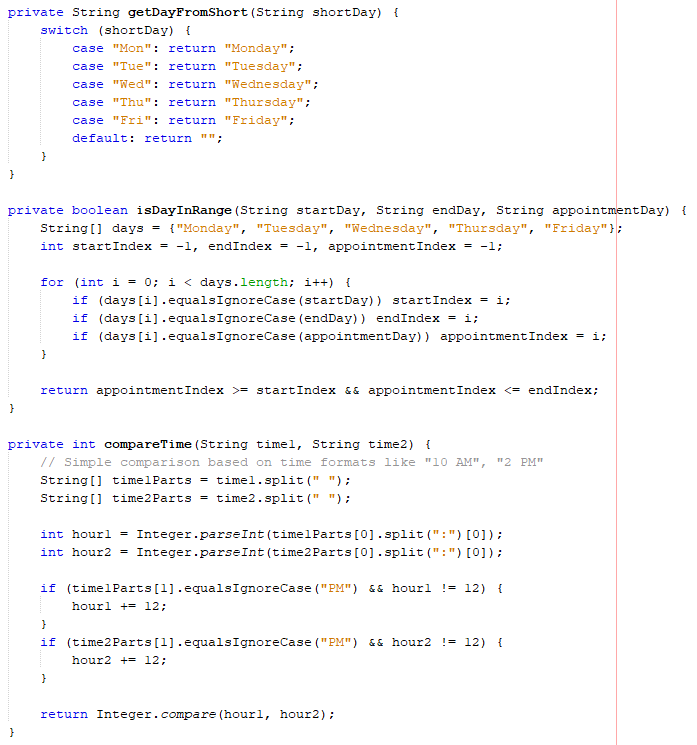 private String getDayFromShort(String shortDay) {
    switch (shortDay) {
        case "Mon": return "Monday";
        case "Tue": return "Tuesday";
        case "Wed": return "Wednesday";
        case "Thu": return "Thursday";
        case "Fri": return "Friday";
        default: return "";
    }
}

private boolean isDayInRange(String startDay, String endDay, String appointmentDay) {
    String[] days = {"Monday", "Tuesday", "Wednesday", "Thursday", "Friday"};
    int startIndex = -1, endIndex = -1, appointmentIndex = -1;

    for (int i = 0; i < days.length; i++) {
        if (days[i].equalsIgnoreCase(startDay)) startIndex = i;
        if (days[i].equalsIgnoreCase(endDay)) endIndex = i;
        if (days[i].equalsIgnoreCase(appointmentDay)) appointmentIndex = i;
    }

    return appointmentIndex >= startIndex && appointmentIndex <= endIndex;
}

private int compareTime(String time1, String time2) {
    // Simple comparison based on time formats like "10 AM", "2 PM"
    String[] time1Parts = time1.split(" ");
    String[] time2Parts = time2.split(" ");

    int hour1 = Integer.parseInt(time1Parts[0].split(":")[0]);
    int hour2 = Integer.parseInt(time2Parts[0].split(":")[0]);

    if (time1Parts[1].equalsIgnoreCase("PM") && hour1 != 12) {
        hour1 += 12;
    }
    if (time2Parts[1].equalsIgnoreCase("PM") && hour2 != 12) {
        hour2 += 12;
    }

    return Integer.compare(hour1, hour2);
}